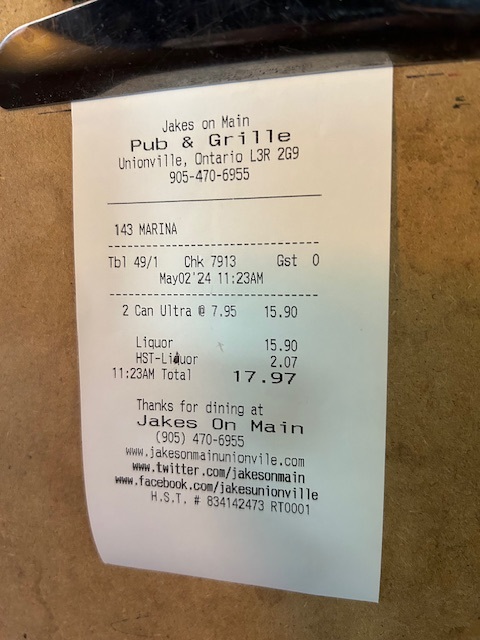 Jakes on Main
Pub & Grille
Unionville, Ontario L3R 2G9
905-470-6955
143 MARINA
Tbl 49/1 Chk 7913 Gst 0
May02'24 11:23AM
2 Can Ultra @ 7.95 15.90
Liquor 15.90
HST-Liquor 2.07
11:23AM Total 17.97
Thanks for dining at
Jakes On Main
(905) 470-6955
www.jakesonmainunionville.com
www.twitter.com/jakesonmain
www.facebook.com/jakesunionville
H.S.T. # 834142473 RT0001